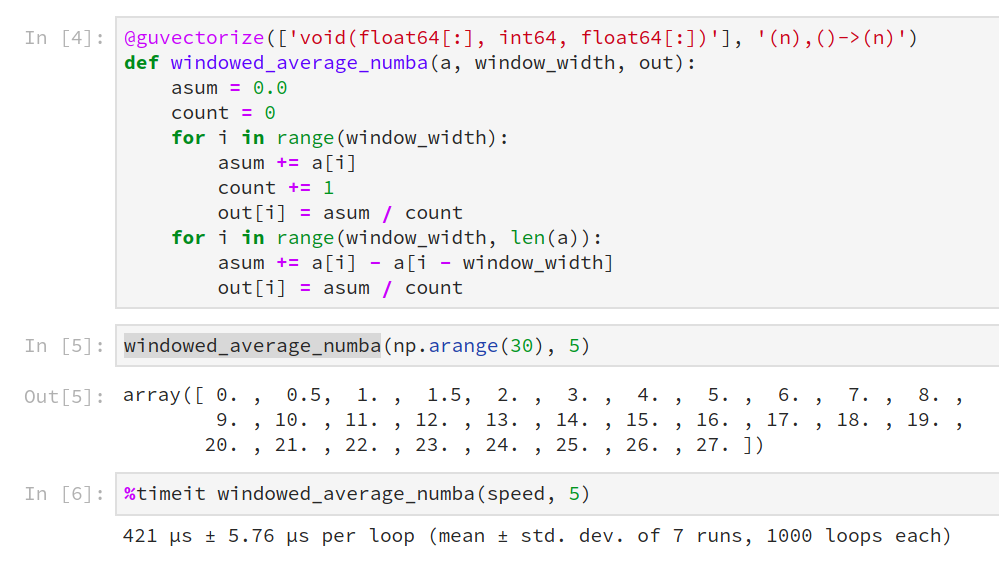 In [4]: @guvectorize(['void(float64[:], int64, float64[:])'], '(n),()->(n)')
def windowed_average_numba(a, window_width, out):
    asum = 0.0
    count = 0
    for i in range(window_width):
        asum += a[i]
        count += 1
        out[i] = asum / count
    for i in range(window_width, len(a)):
        asum += a[i] - a[i - window_width]
        out[i] = asum / count
In [5]: windowed_average_numba(np.arange(30), 5)
Out[5]: array([ 0. ,  0.5,  1. ,  1.5,  2. ,  3. ,  4. ,  5. ,  6. ,  7. ,  8. ,
        9. , 10. , 11. , 12. , 13. , 14. , 15. , 16. , 17. , 18. , 19. ,
       20. , 21. , 22. , 23. , 24. , 25. , 26. , 27. ])
In [6]: %timeit windowed_average_numba(speed, 5)
421 µs ± 5.76 µs per loop (mean ± std. dev. of 7 runs, 1000 loops each)